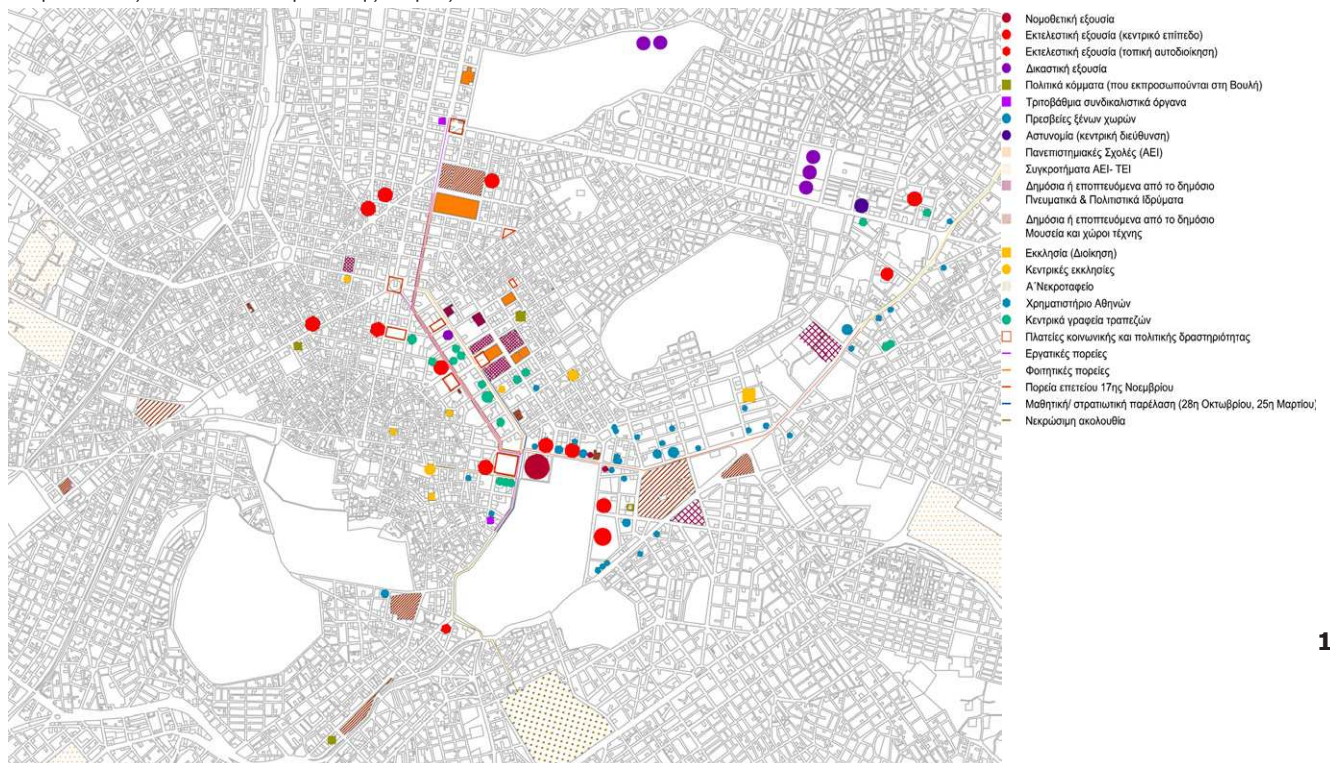 Νομοθετική εξουσία
Εκτελεστική εξουσία (κεντρικό επίπεδο)
Εκτελεστική εξουσία (τοπική αυτοδιοίκηση)
Δικαστική εξουσία
Πολιτικά κόμματα (που εκπροσωπούνται στη Βουλή)
Τριτοβάθμια συνδικαλιστικά όργανα
Πρεσβείες ξένων χωρών
Αστυνομία (κεντρική διεύθυνση)
Πανεπιστημιακές Σχολές (ΑΕΙ)
Συγκροτήματα ΑΕΙ- ΤΕΙ
Δημόσια ή εποπτευόμενα από το δημόσιο
Πνευματικά & Πολιτιστικά Ιδρύματα
Δημόσια ή εποπτευόμενα από το δημόσιο
Μουσεία και χώροι τέχνης
Εκκλησία (Διοίκηση)
Κεντρικές εκκλησίες
Α΄Νεκροταφείο
Χρηματιστήριο Αθηνών
Κεντρικά γραφεία τραπεζών
Πλατείες κοινωνικής και πολιτικής δραστηριότητας
Εργατικές πορείες
Φοιτητικές πορείες
Πορεία επετείου 17ης Νοεμβρίου
Μαθητική/ στρατιωτική παρέλαση (28η Οκτωβρίου, 25η Μαρτίου)
Νεκρώσιμη ακολουθία
1